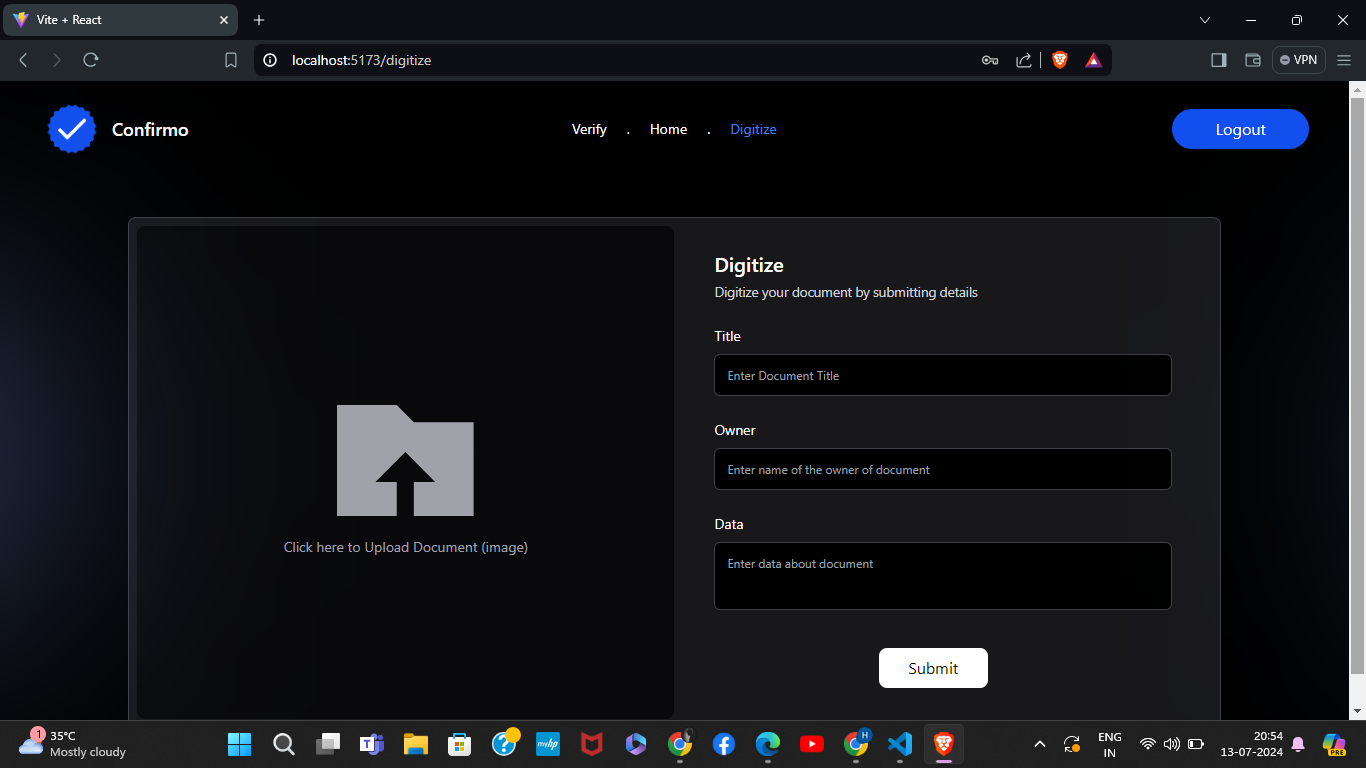 Vite + React
localhost:5173/digitize
VPN
Confirmo
Verify . Home . Digitize
Logout
Digitize
Digitize your document by submitting details
Title
Enter Document Title
Owner
Enter name of the owner of document
Data
Enter data about document
Click here to Upload Document (image)
Submit
1
35°C
Mostly cloudy
T
?
myhp
H
ENG
IN
20:54
13-07-2024
PRE